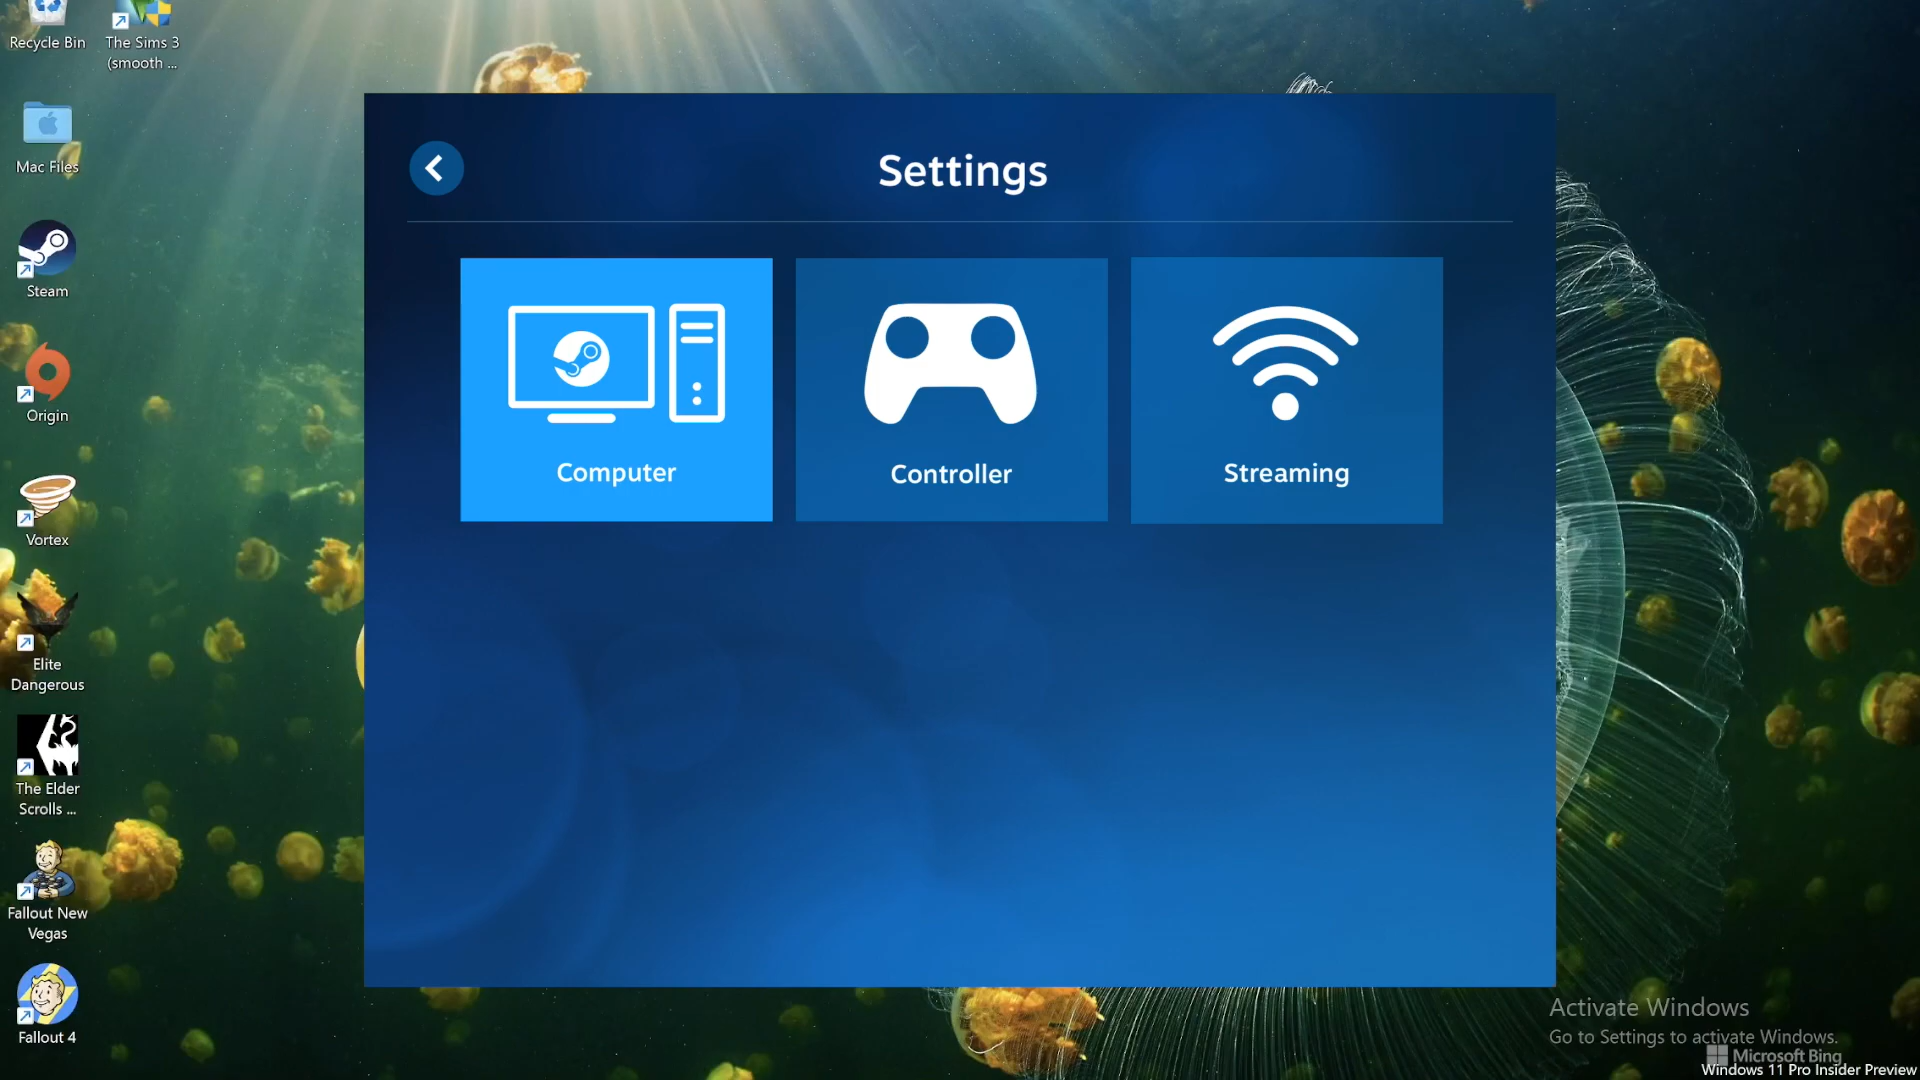 Recycle Bin
The Sims 3
(smooth ...
Mac Files
Steam
Origin
Vortex
Elite
Dangerous
The Elder
Scrolls ...
Fallout New
Vegas
Fallout 4
Settings
Computer
Controller
Streaming
Activate Windows
Go to Settings to activate Windows.
Microsoft Bing
Windows 11 Pro Insider Preview